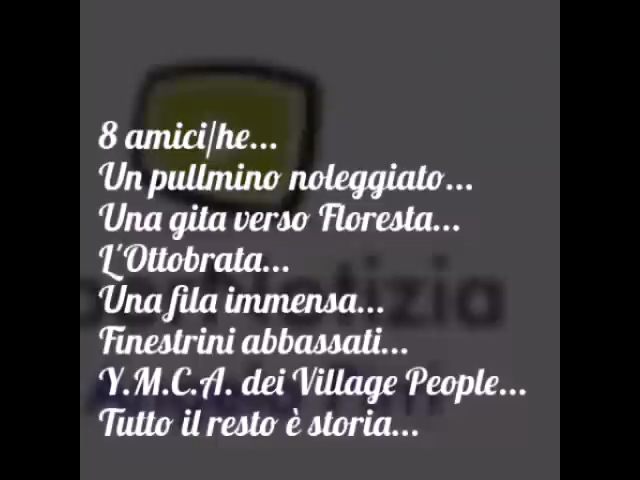 8 amici/he...
Un pullmino noleggiato...
Una gita verso Floresta...
L'Ottobrata...
Una fila immensa...
Finestrini abbassati...
Y.M.C.A. dei Village People...
Tutto il resto è storia...